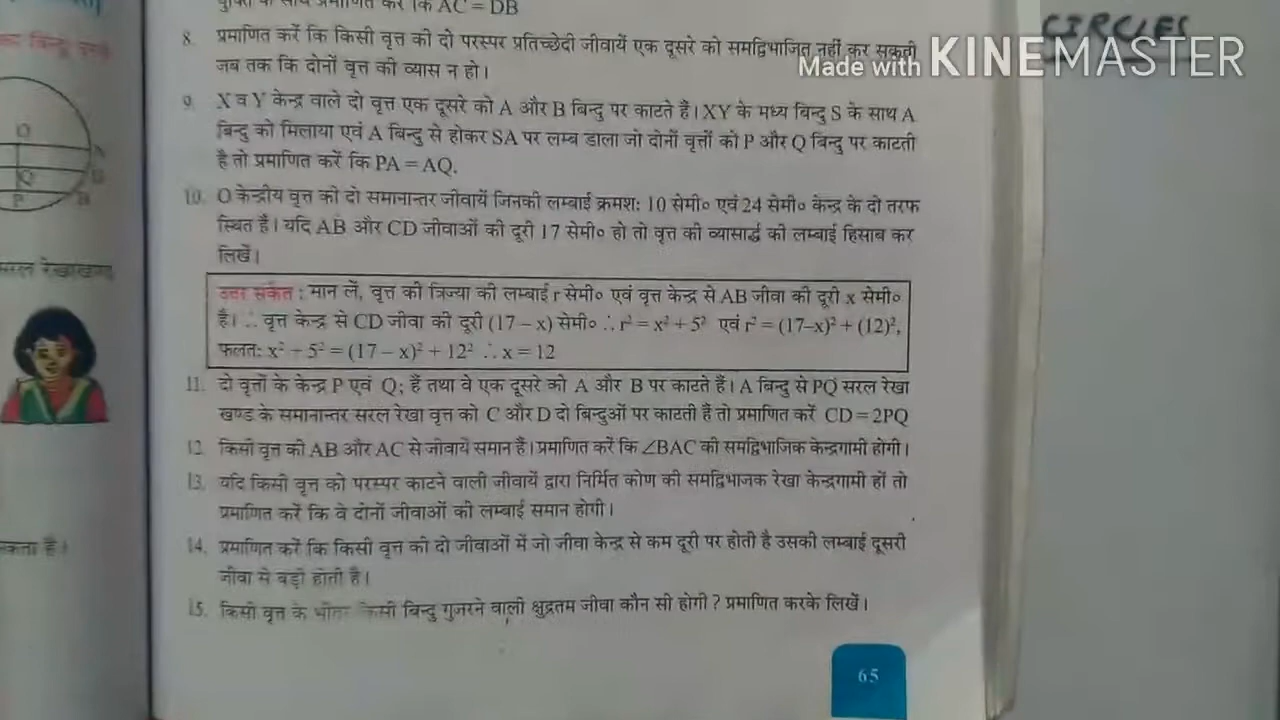 CIRCLES
Made with KINEMASTER
प्रमाणित करें कि AC = DB
8. प्रमाणित करें कि किसी वृत्त की दो परस्पर प्रतिच्छेदी जीवायें एक दूसरे को समद्विभाजित नहीं कर सकती
जब तक कि दोनों वृत्त की व्यास न हो।
9. X व Y केन्द्र वाले दो वृत्त एक दूसरे को A और B बिन्दु पर काटते है। XY के मध्य बिन्दु S के साथ A
बिन्दु को मिलाया एवं A बिन्दु से होकर SA पर लम्ब डाला जो दोनों वृत्तों को P और Q बिन्दु पर काटती
है तो प्रमाणित करें कि PA = AQ.
10. O केन्द्रीय वृत्त की दो समानान्तर जीवायें जिनकी लम्बाई क्रमश: 10 सेमी० एवं 24 सेमी० केन्द्र के दो तरफ
स्थित है। यदि AB और CD जीवाओं की दूरी 17 सेमी० हो तो वृत्त की व्यासार्द्ध की लम्बाई हिसाब कर
लिखें।
उत्तर संकेत : मान लें, वृत्त की त्रिज्या की लम्बाई r सेमी० एवं वृत्त केन्द्र से AB जीवा की दूरी x सेमी०
है। ∴ वृत्त केन्द्र से CD जीवा की दूरी (17 – x) सेमी० ∴ r² = x² + 5² एवं r² = (17–x)² + (12)²,
फलत: x² + 5² = (17 – x)² + 12² ∴ x = 12
11. दो वृत्तों के केन्द्र P एवं Q; हैं तथा वे एक दूसरे को A और B पर काटते हैं। A बिन्दु से PQ सरल रेखा
खण्ड के समानान्तर सरल रेखा वृत्त को C और D दो बिन्दुओं पर काटती हैं तो प्रमाणित करें CD = 2PQ
12. किसी वृत्त की AB और AC से जीवायें समान हैं। प्रमाणित करें कि ∠BAC की समद्विभाजिक केन्द्रगामी होगी।
13. यदि किसी वृत्त को परस्पर काटने वाली जीवायें द्वारा निर्मित कोण की समद्विभाजक रेखा केन्द्रगामी हों तो
प्रमाणित करें कि वे दोनों जीवाओं की लम्बाई समान होगी।
14. प्रमाणित करें कि किसी वृत्त की दो जीवाओं में जो जीवा केन्द्र से कम दूरी पर होती है उसकी लम्बाई दूसरी
जीवा से बड़ी होती है।
15. किसी वृत्त के भीतर किसी बिन्दु गुजरने वाली क्षुद्रतम जीवा कौन सी होगी ? प्रमाणित करके लिखें।
65